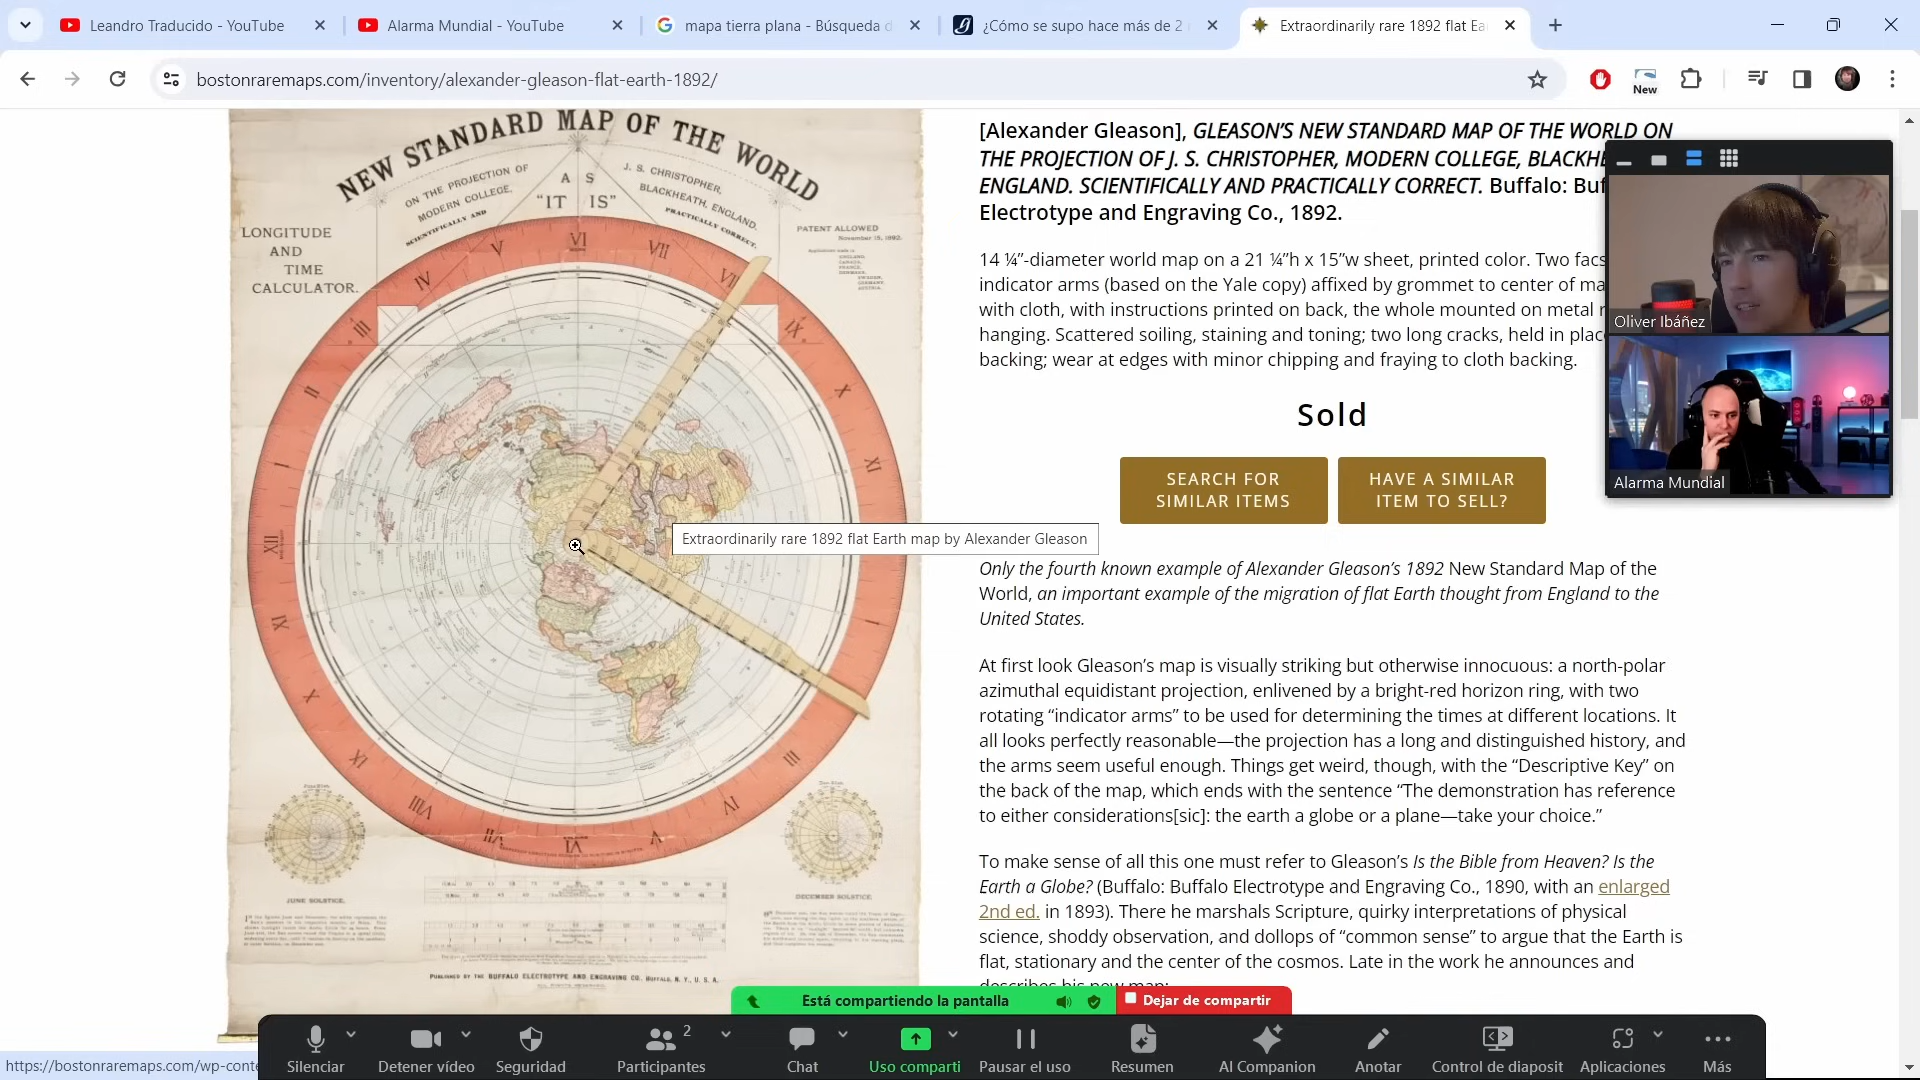 Leandro Traducido - YouTube
Alarma Mundial - YouTube
mapa tierra plana - Búsqueda d
¿Cómo se supo hace más de 2
Extraordinarily rare 1892 flat Ea
bostonraremaps.com/inventory/alexander-gleason-flat-earth-1892/
New
NEW STANDARD MAP OF THE WORLD
ON THE PROJECTION OF
MODERN COLLEGE,
SCIENTIFICALLY AND
A S
"IT IS"
J. S. CHRISTOPHER,
BLACKHEATH, ENGLAND.
PRACTICALLY CORRECT.
LONGITUDE
AND
TIME
CALCULATOR.
PATENT ALLOWED
November 15, 1892.
JUNE SOLSTICE.
DECEMBER SOLSTICE.
PUBLISHED BY THE BUFFALO ELECTROTYPE AND ENGRAVING CO., BUFFALO, N. Y., U. S. A.
Extraordinarily rare 1892 flat Earth map by Alexander Gleason
[Alexander Gleason], GLEASON'S NEW STANDARD MAP OF THE WORLD ON
THE PROJECTION OF J. S. CHRISTOPHER, MODERN COLLEGE, BLACKHE
ENGLAND. SCIENTIFICALLY AND PRACTICALLY CORRECT. Buffalo: Buf
Electrotype and Engraving Co., 1892.
14 ¼”-diameter world map on a 21 ¼”h x 15”w sheet, printed color. Two facs
indicator arms (based on the Yale copy) affixed by grommet to center of ma
with cloth, with instructions printed on back, the whole mounted on metal r
hanging. Scattered soiling, staining and toning; two long cracks, held in plac
backing; wear at edges with minor chipping and fraying to cloth backing.
Sold
SEARCH FOR
SIMILAR ITEMS
HAVE A SIMILAR
ITEM TO SELL?
Only the fourth known example of Alexander Gleason’s 1892 New Standard Map of the
World, an important example of the migration of flat Earth thought from England to the
United States.
At first look Gleason’s map is visually striking but otherwise innocuous: a north-polar
azimuthal equidistant projection, enlivened by a bright-red horizon ring, with two
rotating “indicator arms” to be used for determining the times at different locations. It
all looks perfectly reasonable—the projection has a long and distinguished history, and
the arms seem useful enough. Things get weird, though, with the “Descriptive Key” on
the back of the map, which ends with the sentence “The demonstration has reference
to either considerations[sic]: the earth a globe or a plane—take your choice.”
To make sense of all this one must refer to Gleason’s Is the Bible from Heaven? Is the
Earth a Globe? (Buffalo: Buffalo Electrotype and Engraving Co., 1890, with an enlarged
2nd ed. in 1893). There he marshals Scripture, quirky interpretations of physical
science, shoddy observation, and dollops of “common sense” to argue that the Earth is
flat, stationary and the center of the cosmos. Late in the work he announces and
describes his new map:
Oliver Ibáñez
Alarma Mundial
Está compartiendo la pantalla
Dejar de compartir
https://bostonraremaps.com/wp-conte
Silenciar
Detener vídeo
Seguridad
Participantes
2
Chat
Uso comparti
Pausar el uso
Resumen
AI Companion
Anotar
Control de diaposit
Aplicaciones
Más